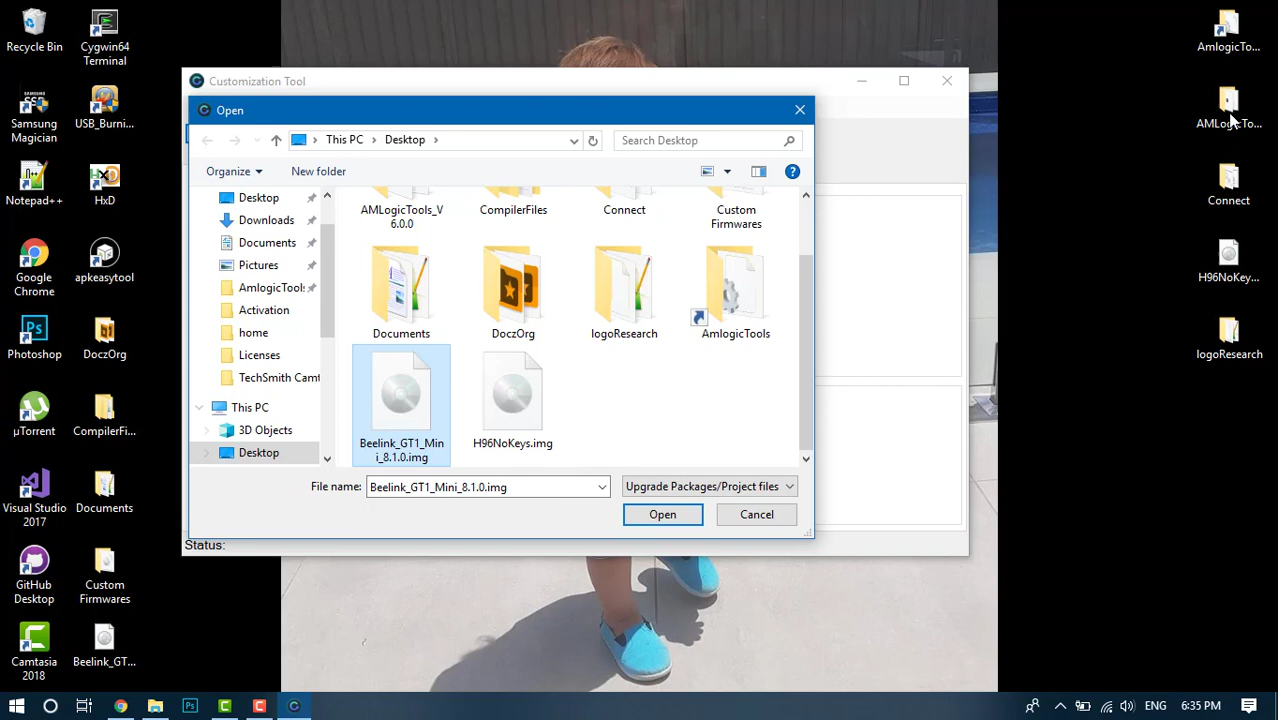 Recycle Bin
Cygwin64
Terminal
Samsung
Magician
USB_Burni...
Notepad++
HxD
Google
Chrome
apkeasytool
Photoshop
DoczOrg
µTorrent
CompilerFi...
Visual Studio
2017
Documents
GitHub
Desktop
Custom
Firmwares
Camtasia
2018
Beelink_GT...
Customization Tool
Open
This PC
Desktop
Search Desktop
Organize
New folder
Desktop
Downloads
Documents
Pictures
AmlogicTools
Activation
home
Licenses
TechSmith Camt
This PC
3D Objects
Desktop
AMLogicTools_V
6.0.0
CompilerFiles
Connect
Custom
Firmwares
Documents
DoczOrg
logoResearch
AmlogicTools
Beelink_GT1_Min
i_8.1.0.img
H96NoKeys.img
File name:
Beelink_GT1_Mini_8.1.0.img
Upgrade Packages/Project files
Open
Cancel
Status:
AmlogicTo...
AMLogicTo...
Connect
H96NoKey...
logoResearch
ENG
6:35 PM